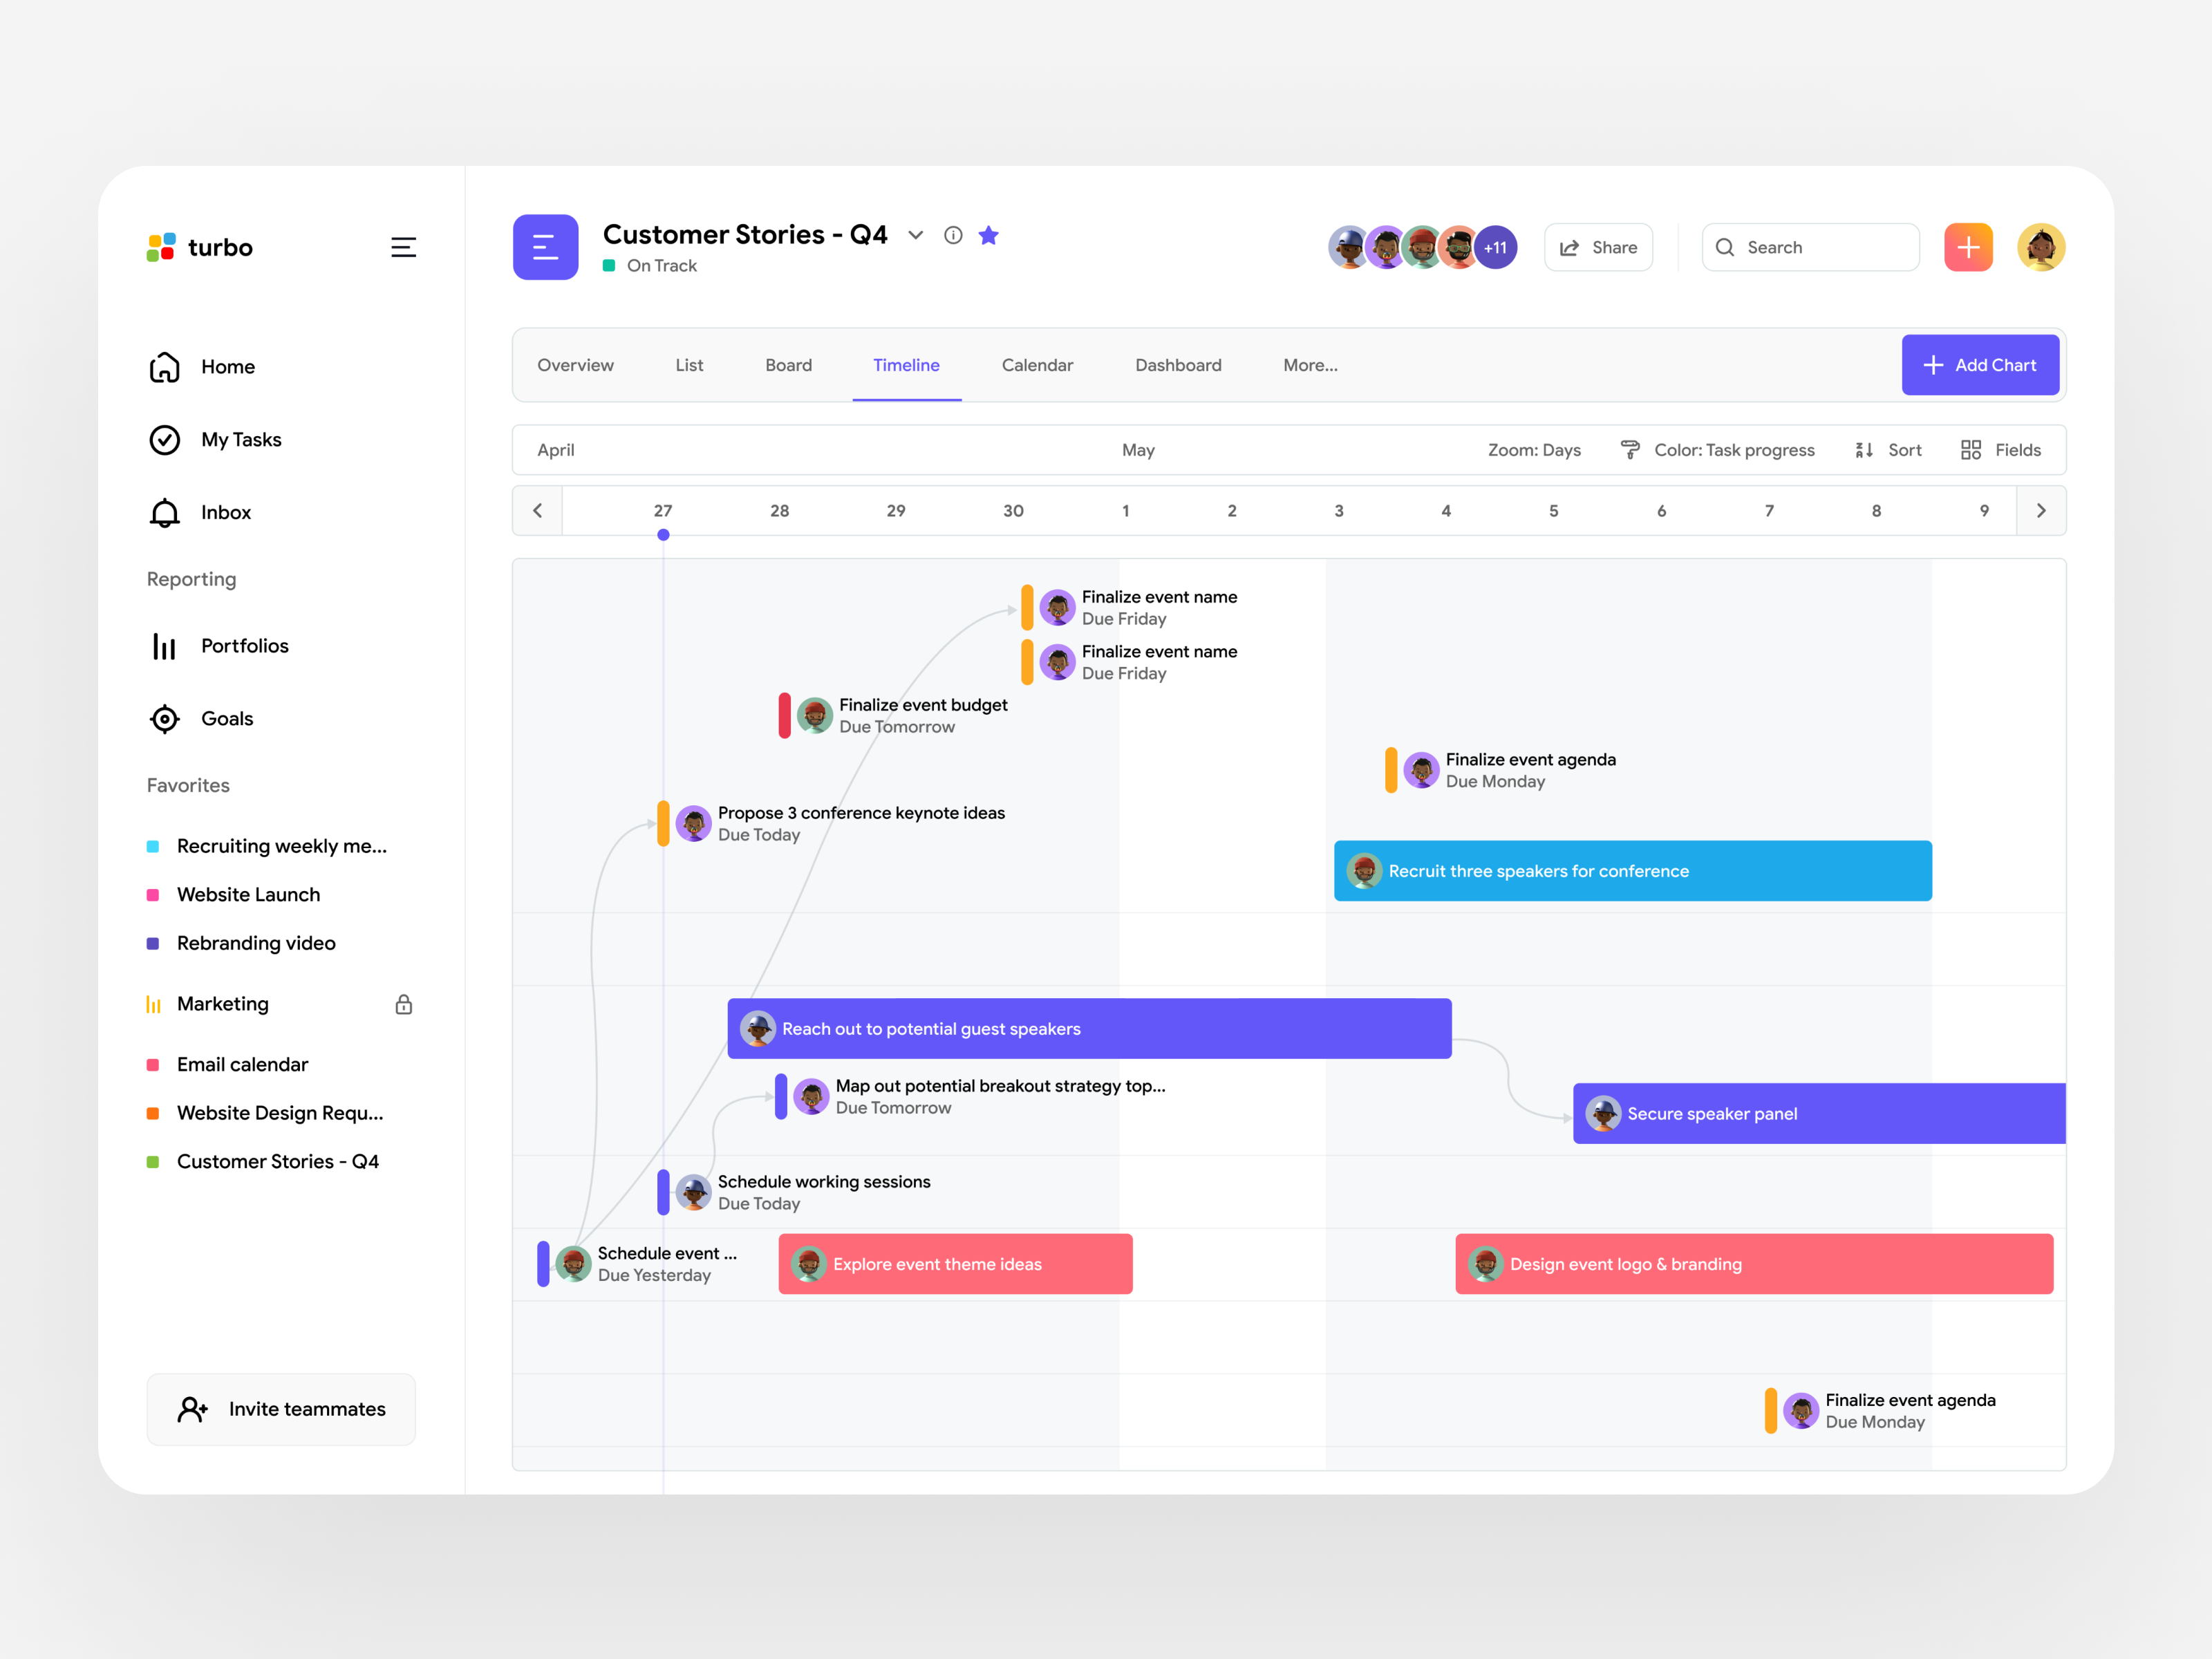 turbo
Home
My Tasks
Inbox
Reporting
Portfolios
Goals
Favorites
Recruiting weekly me...
Website Launch
Rebranding video
Marketing
Email calendar
Website Design Requ...
Customer Stories - Q4
Invite teammates
Customer Stories - Q4
On Track
+11
Share
Search
Overview
List
Board
Timeline
Calendar
Dashboard
More...
Add Chart
April
May
Zoom: Days
Color: Task progress
Sort
Fields
27 28 29 30 1 2 3 4 5 6 7 8 9
Finalize event name
Due Friday
Finalize event name
Due Friday
Finalize event budget
Due Tomorrow
Finalize event agenda
Due Monday
Propose 3 conference keynote ideas
Due Today
Recruit three speakers for conference
Reach out to potential guest speakers
Map out potential breakout strategy top...
Due Tomorrow
Secure speaker panel
Schedule working sessions
Due Today
Schedule event ...
Due Yesterday
Explore event theme ideas
Design event logo & branding
Finalize event agenda
Due Monday